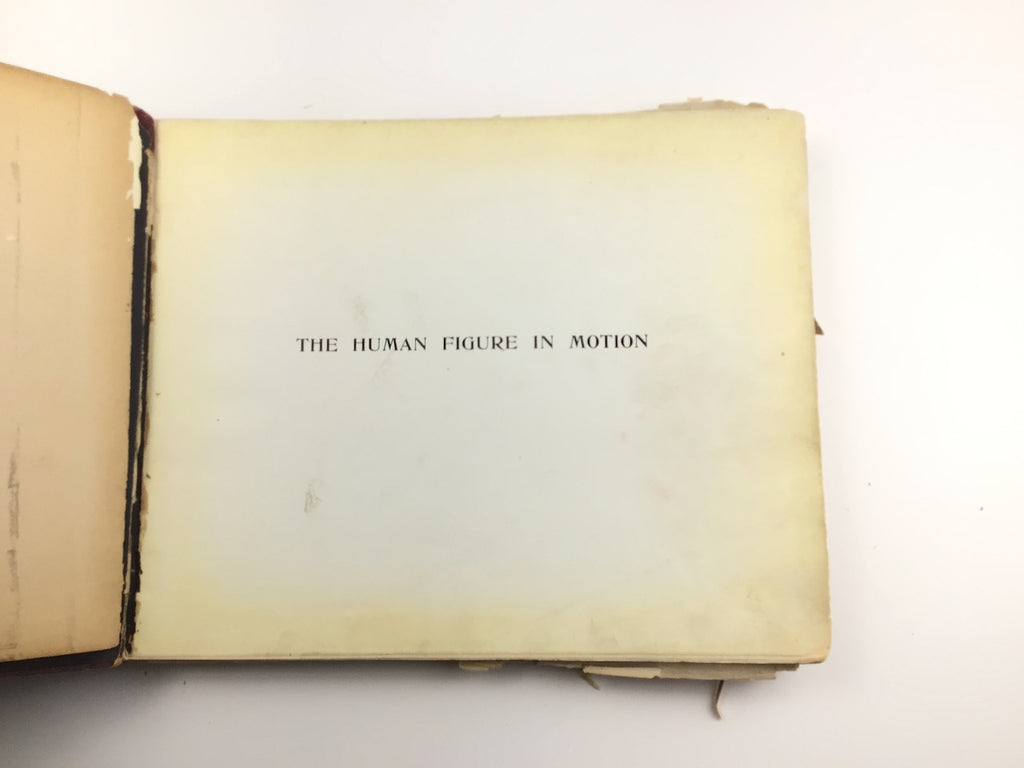 THE HUMAN FIGURE IN MOTION